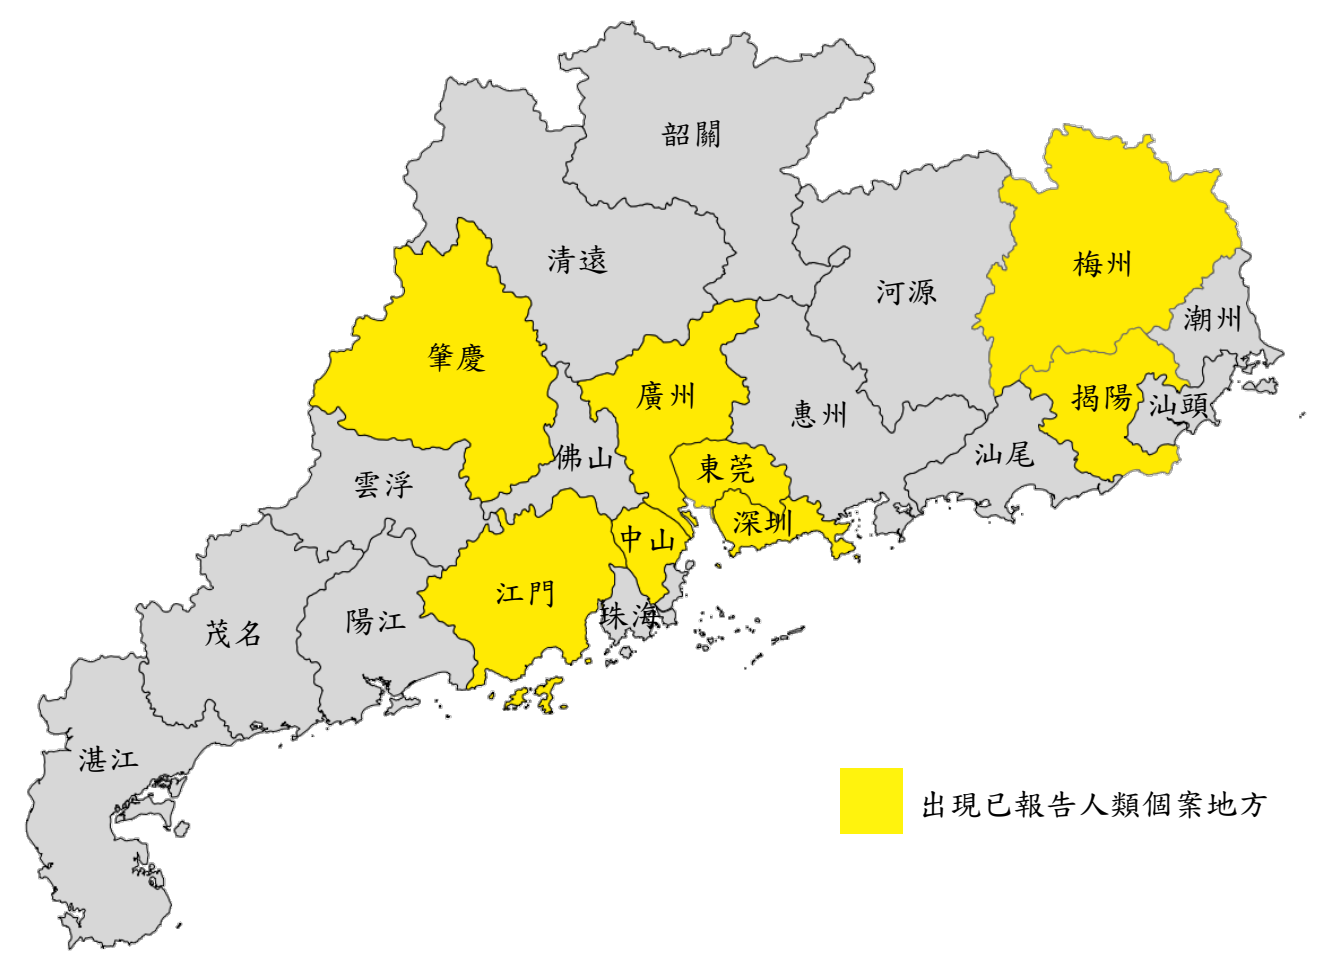 韶關
清遠
梅州
河源
潮州
肇慶
廣州
揭陽
汕頭
惠州
佛山
汕尾
東莞
雲浮
深圳
中山
江門
珠海
陽江
茂名
湛江
出現已報告人類個案地方